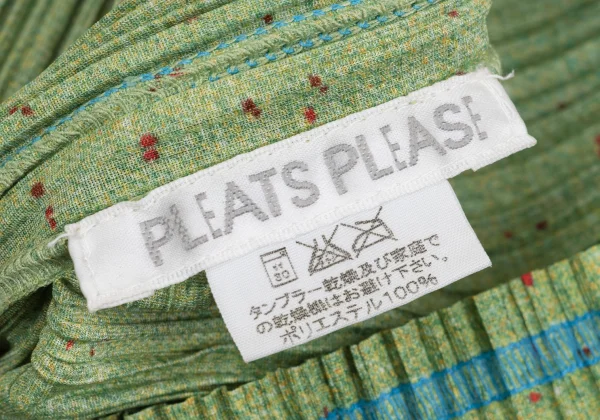 PLEATS PLEASE
タンブラー乾燥及び家庭で
の乾燥機はお避け下さい。
ポリエステル100%